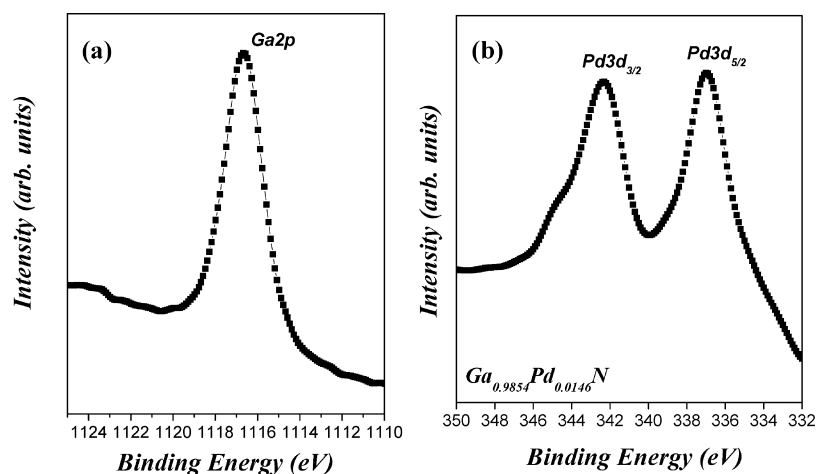 (a)
Ga2p
Intensity (arb. units)
1124 1122 1120 1118 1116 1114 1112 1110
Binding Energy (eV)
(b)
Pd3d3/2
Pd3d5/2
Intensity (arb. units)
Ga0.9854Pd0.0146N
350 348 346 344 342 340 338 336 334 332
Binding Energy (eV)